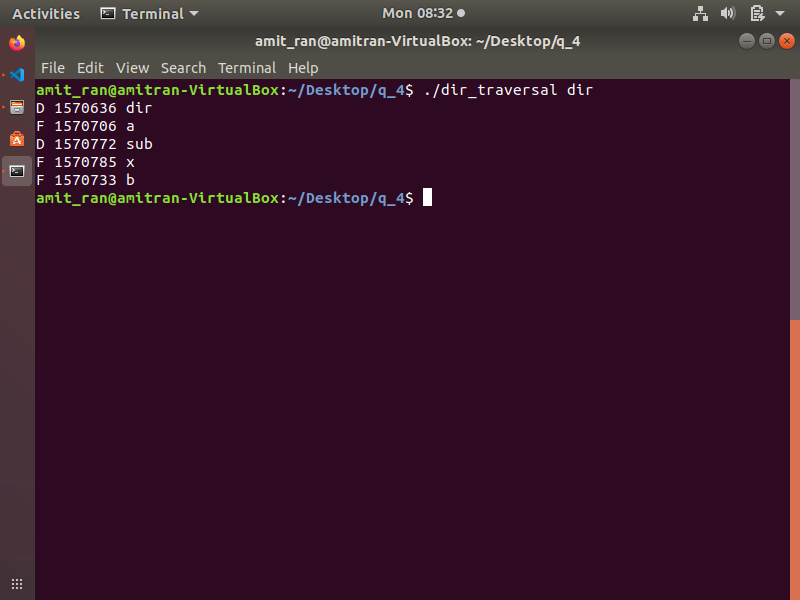 Activities Terminal Mon 08:32
amit_ran@amitran-VirtualBox: ~/Desktop/q_4
File Edit View Search Terminal Help
amit_ran@amitran-VirtualBox:~/Desktop/q_4$ ./dir_traversal dir
D 1570636 dir
F 1570706 a
D 1570772 sub
F 1570785 x
F 1570733 b
amit_ran@amitran-VirtualBox:~/Desktop/q_4$